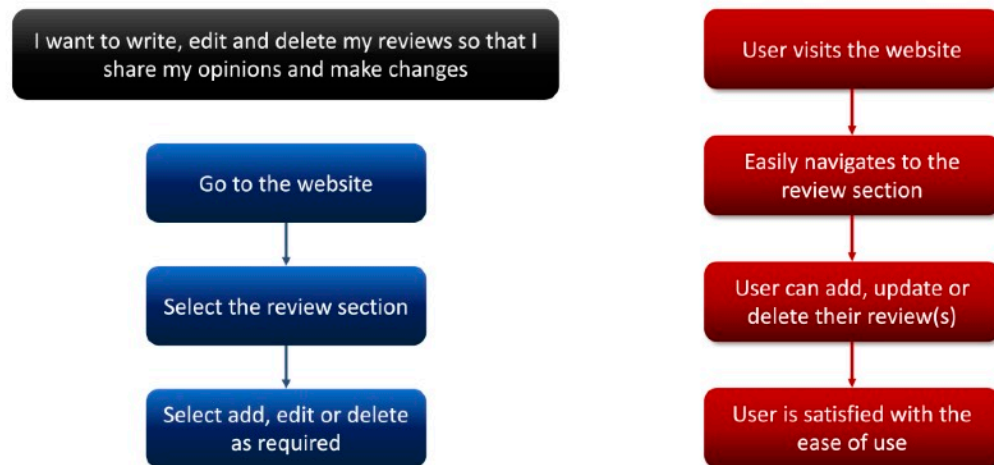 I want to write, edit and delete my reviews so that I
share my opinions and make changes
Go to the website
Select the review section
Select add, edit or delete
as required
User visits the website
Easily navigates to the
review section
User can add, update or
delete their review(s)
User is satisfied with the
ease of use